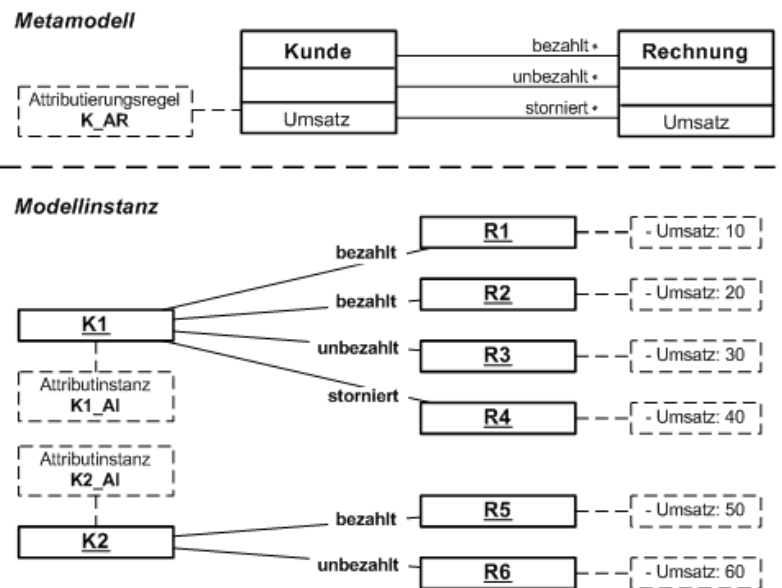 Metamodell
Kunde
bezahlt *
Rechnung
unbezahlt *
Attributierungsregel
K_AR
storniert *
Umsatz
Umsatz
Modellinstanz
R1
- Umsatz: 10
bezahlt
R2
- Umsatz: 20
bezahlt
K1
unbezahlt
R3
- Umsatz: 30
Attributinstanz
K1_AI
storniert
R4
- Umsatz: 40
Attributinstanz
K2_AI
R5
- Umsatz: 50
bezahlt
K2
unbezahlt
R6
- Umsatz: 60